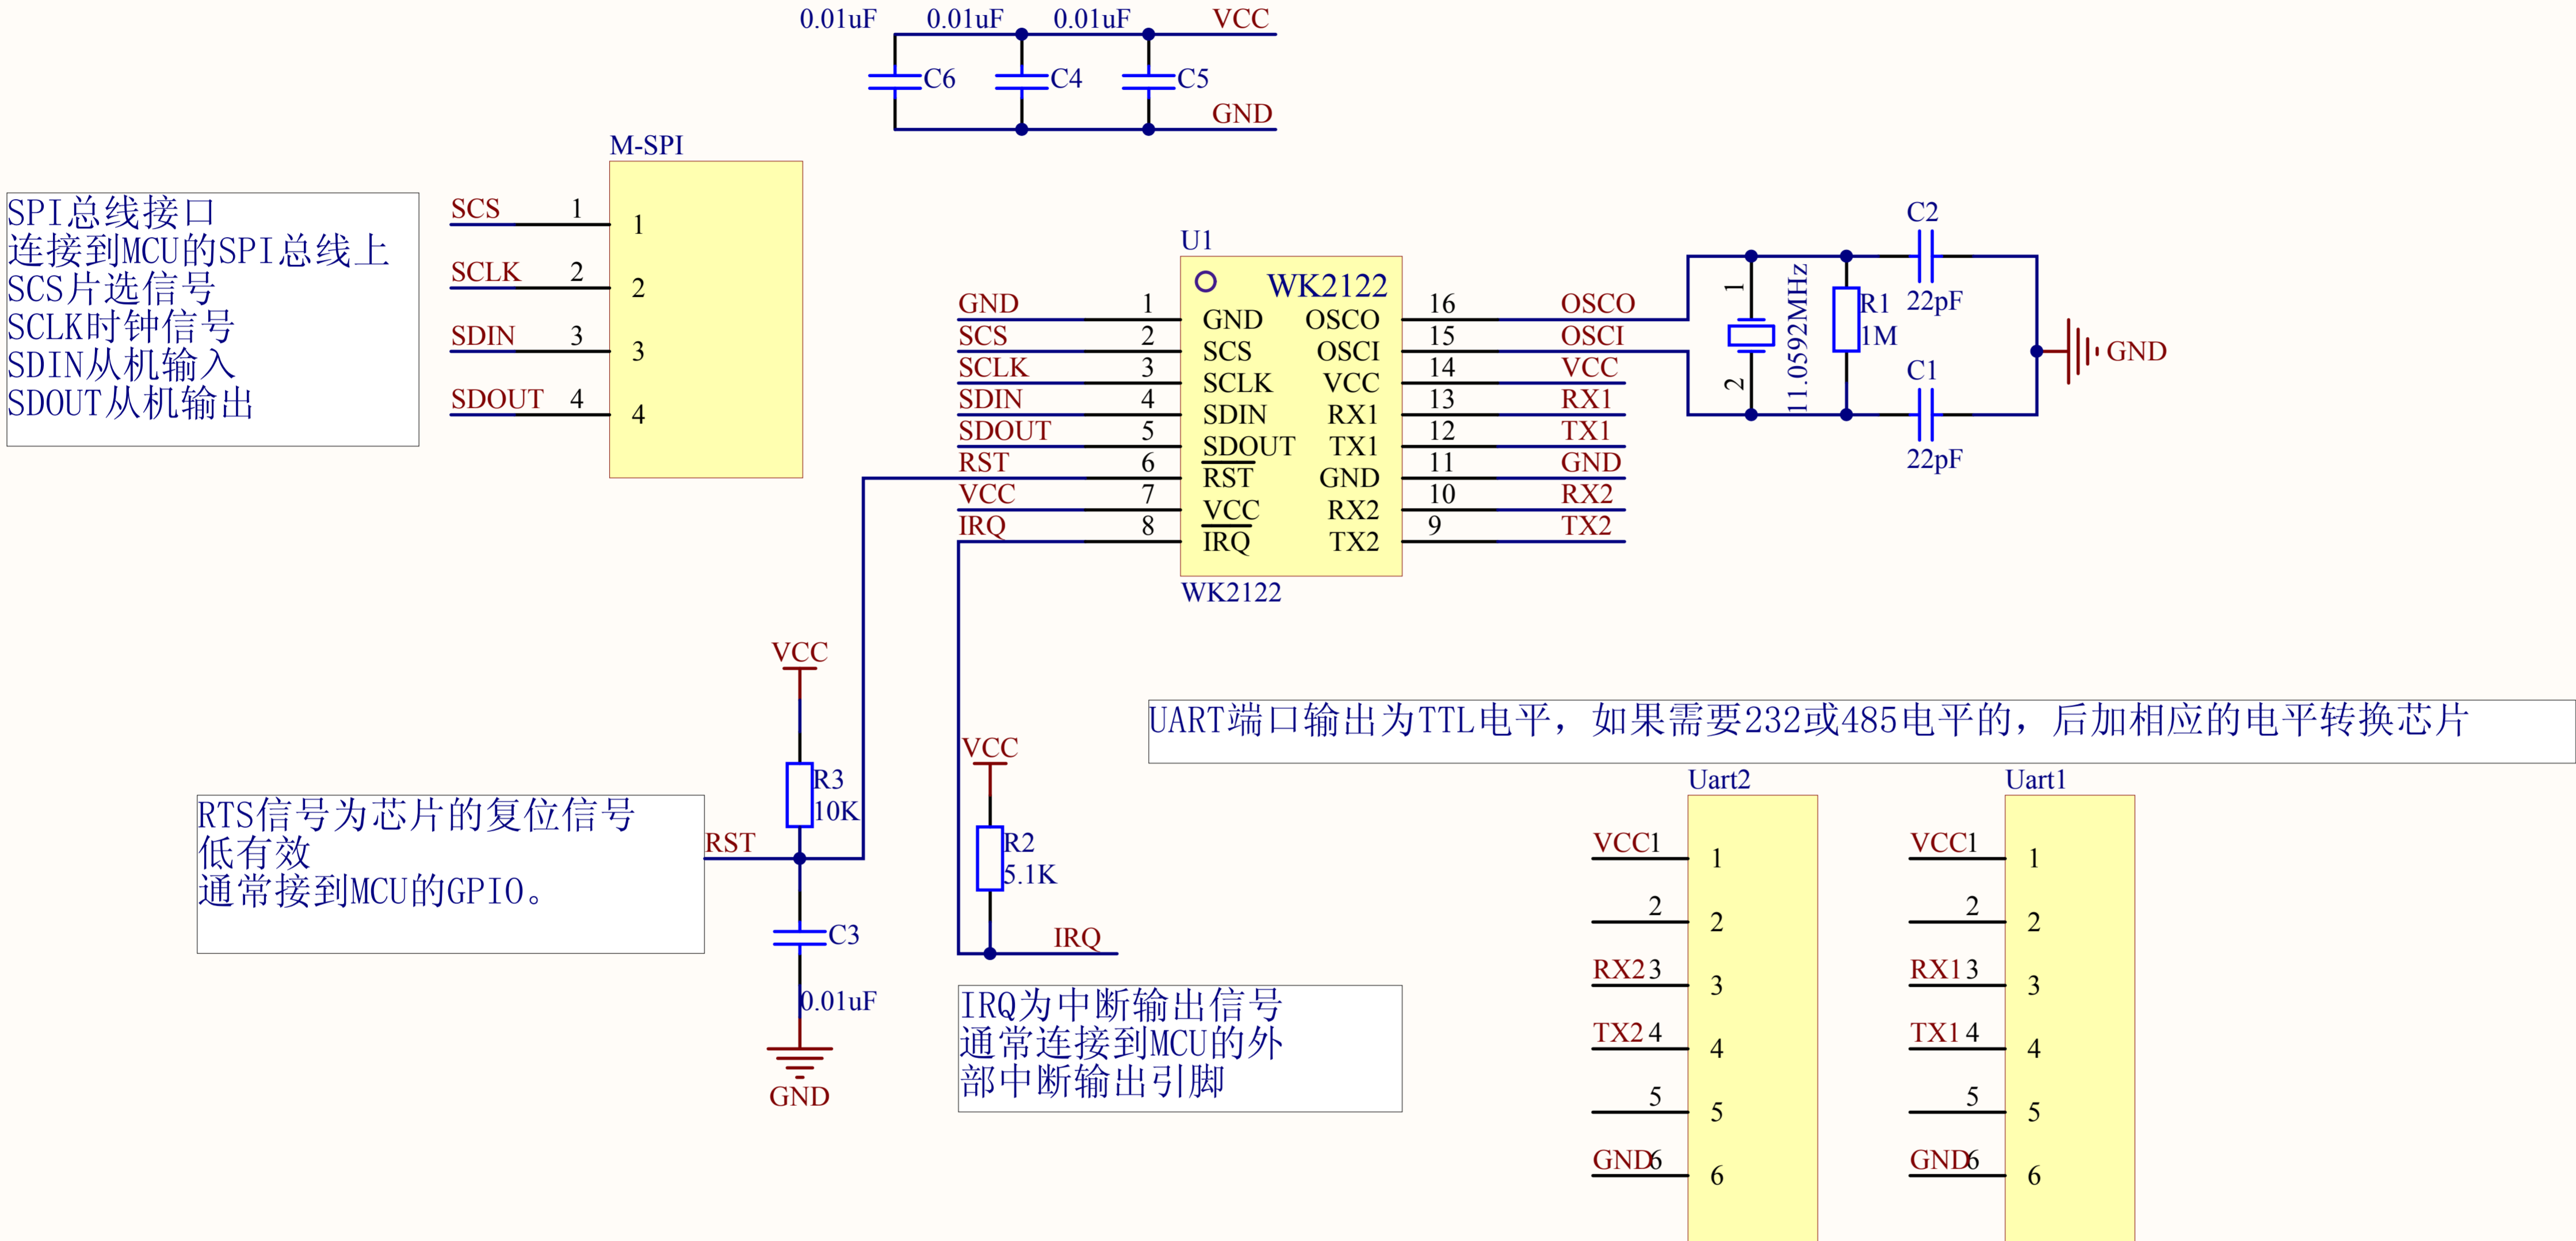 0.01uF 0.01uF 0.01uF VCC
C6 C4 C5
GND
M-SPI
SPI总线接口
连接到MCU的SPI总线上
SCS片选信号
SCLK时钟信号
SDIN从机输入
SDOUT从机输出
SCS 1 1
SCLK 2 2
SDIN 3 3
SDOUT 4 4
U1
WK2122
GND 1 GND OSCO 16 OSCO
SCS 2 SCS OSCI 15 OSCI
SCLK 3 SCLK VCC 14 VCC
SDIN 4 SDIN RX1 13 RX1
SDOUT 5 SDOUT TX1 12 TX1
RST 6 RST GND 11 GND
VCC 7 VCC RX2 10 RX2
IRQ 8 IRQ TX2 9 TX2
WK2122
1
2
11.0592MHz
R1
1M
C2
22pF
C1
22pF
GND
VCC
R3
10K
RST
C3
0.01uF
GND
RTS信号为芯片的复位信号
低有效
通常接到MCU的GPIO。
VCC
R2
5.1K
IRQ
IRQ为中断输出信号
通常连接到MCU的外
部中断输出引脚
UART端口输出为TTL电平，如果需要232或485电平的，后加相应的电平转换芯片
Uart2
VCC 1 1
2 2
RX2 3 3
TX2 4 4
5 5
GND 6 6
Uart1
VCC 1 1
2 2
RX1 3 3
TX1 4 4
5 5
GND 6 6